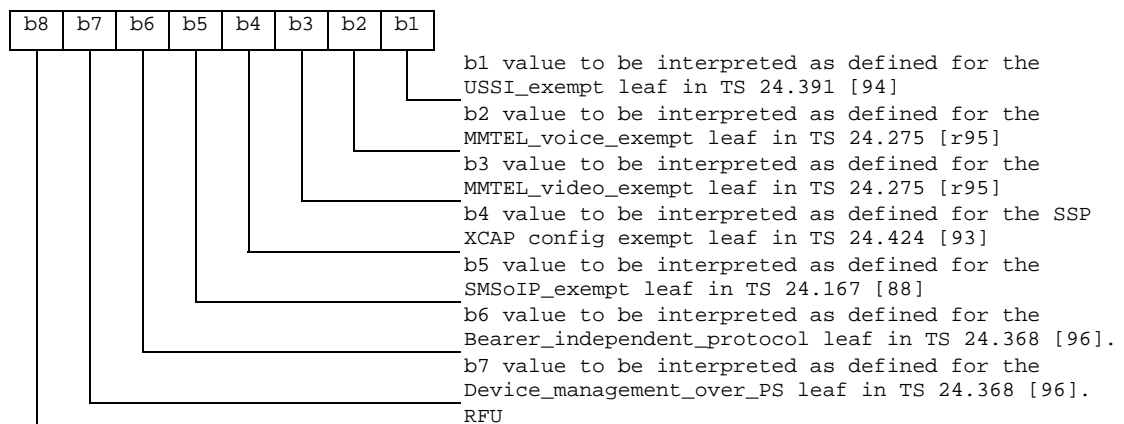 b8 b7 b6 b5 b4 b3 b2 b1
b1 value to be interpreted as defined for the
USSI_exempt leaf in TS 24.391 [94]
b2 value to be interpreted as defined for the
MMTEL_voice_exempt leaf in TS 24.275 [r95]
b3 value to be interpreted as defined for the
MMTEL_video_exempt leaf in TS 24.275 [r95]
b4 value to be interpreted as defined for the SSP
XCAP config exempt leaf in TS 24.424 [93]
b5 value to be interpreted as defined for the
SMSoIP_exempt leaf in TS 24.167 [88]
b6 value to be interpreted as defined for the
Bearer_independent_protocol leaf in TS 24.368 [96].
b7 value to be interpreted as defined for the
Device_management_over_PS leaf in TS 24.368 [96].
RFU